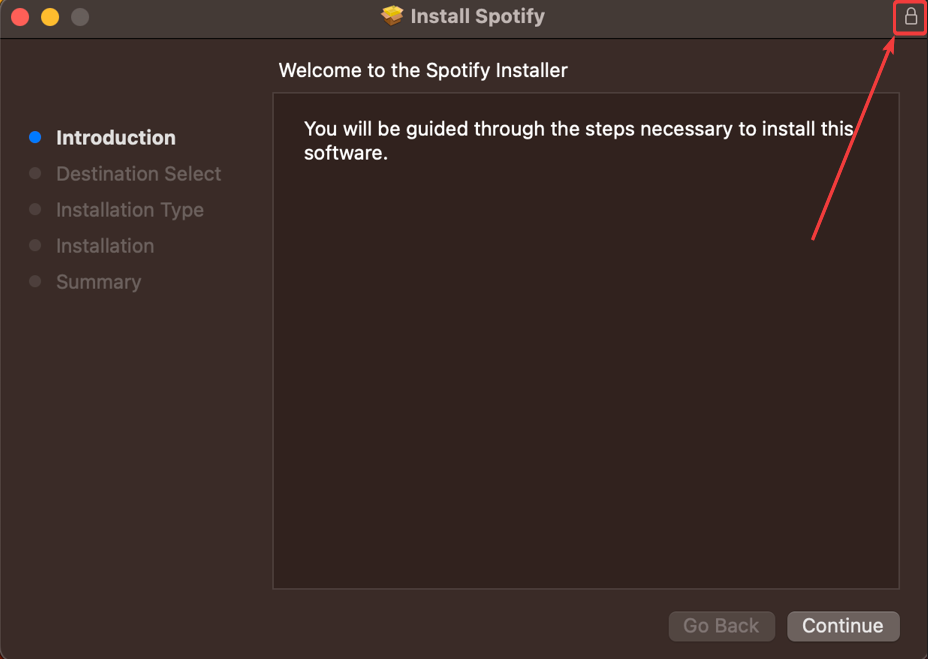 Install Spotify
Welcome to the Spotify Installer
Introduction
Destination Select
Installation Type
Installation
Summary
You will be guided through the steps necessary to install this
software.
Go Back
Continue